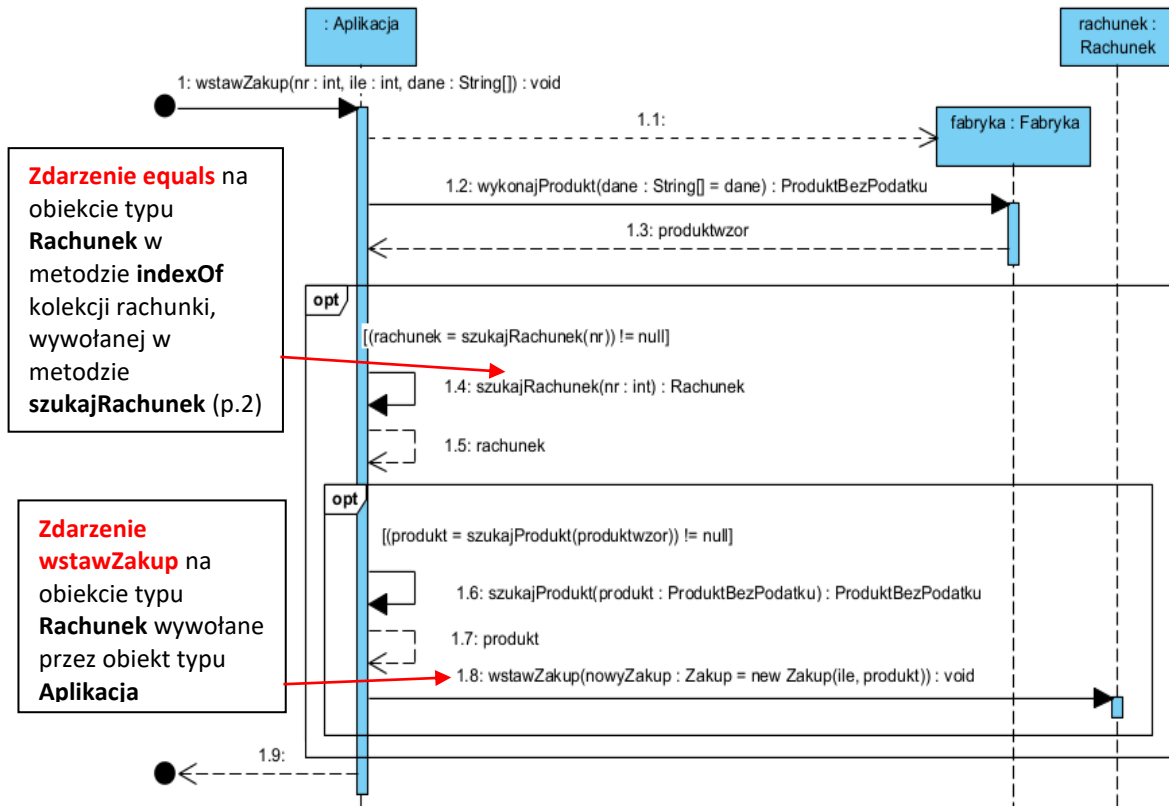 : Aplikacja
rachunek :
Rachunek
1: wstawZakup(nr : int, ile : int, dane : String[]) : void
1.1:
fabryka : Fabryka
Zdarzenie equals na
obiekcie typu
Rachunek w
metodzie indexOf
kolekcji rachunki,
wywołanej w
metodzie
szukajRachunek (p.2)
1.2: wykonajProdukt(dane : String[] = dane) : ProduktBezPodatku
1.3: produktwzor
opt
[(rachunek = szukajRachunek(nr)) != null]
1.4: szukajRachunek(nr : int) : Rachunek
1.5: rachunek
opt
[(produkt = szukajProdukt(produktwzor)) != null]
Zdarzenie
wstawZakup na
obiekcie typu
Rachunek wywołane
przez obiekt typu
Aplikacja
1.6: szukajProdukt(produkt : ProduktBezPodatku) : ProduktBezPodatku
1.7: produkt
1.8: wstawZakup(nowyZakup : Zakup = new Zakup(ile, produkt)) : void
1.9: